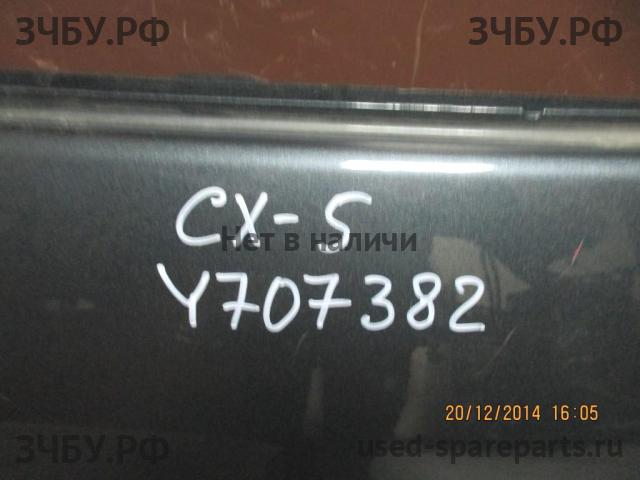 ЗЧБУ.РФ ЗЧБУ.РФ
CX-5
Нет в наличи
Y707382
20/12/2014 16:05
ЗЧБУ.РФ used-spareparts.ru